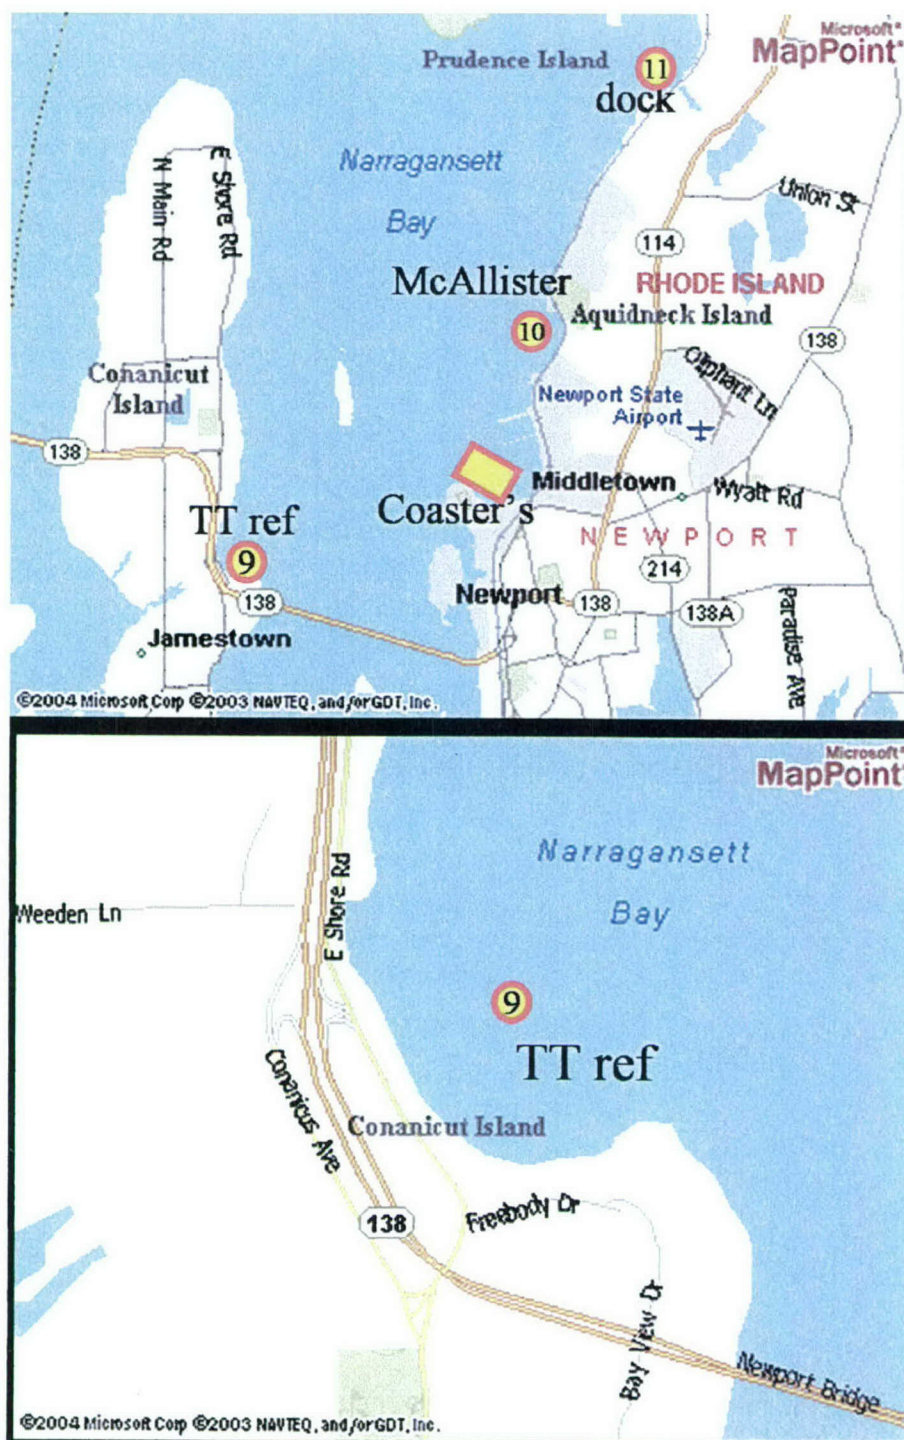 Microsoft®
MapPoint®
Prudence Island
11
dock
Narragansett
Bay
N Main Rd
E Shore Rd
Union St
114
McAllister
RHODE ISLAND
10
Aquidneck Island
138
Conanicut
Island
Oliphant Ln
Newport State
Airport
138
Middletown
Wyatt Rd
Coaster's
TT ref
NEWPORT
9
214
138
Newport
138
138A
Paradise Ave
Jamestown
©2004 Microsoft Corp ©2003 NAVTEQ, and/or GDT, Inc.
Microsoft®
MapPoint®
Narragansett
Bay
E Shore Rd
Weeden Ln
9
TT ref
Conanicus Ave
Conanicut Island
138
Freebody Dr
Bay View Dr
Newport Bridge
©2004 Microsoft Corp ©2003 NAVTEQ, and/or GDT, Inc.